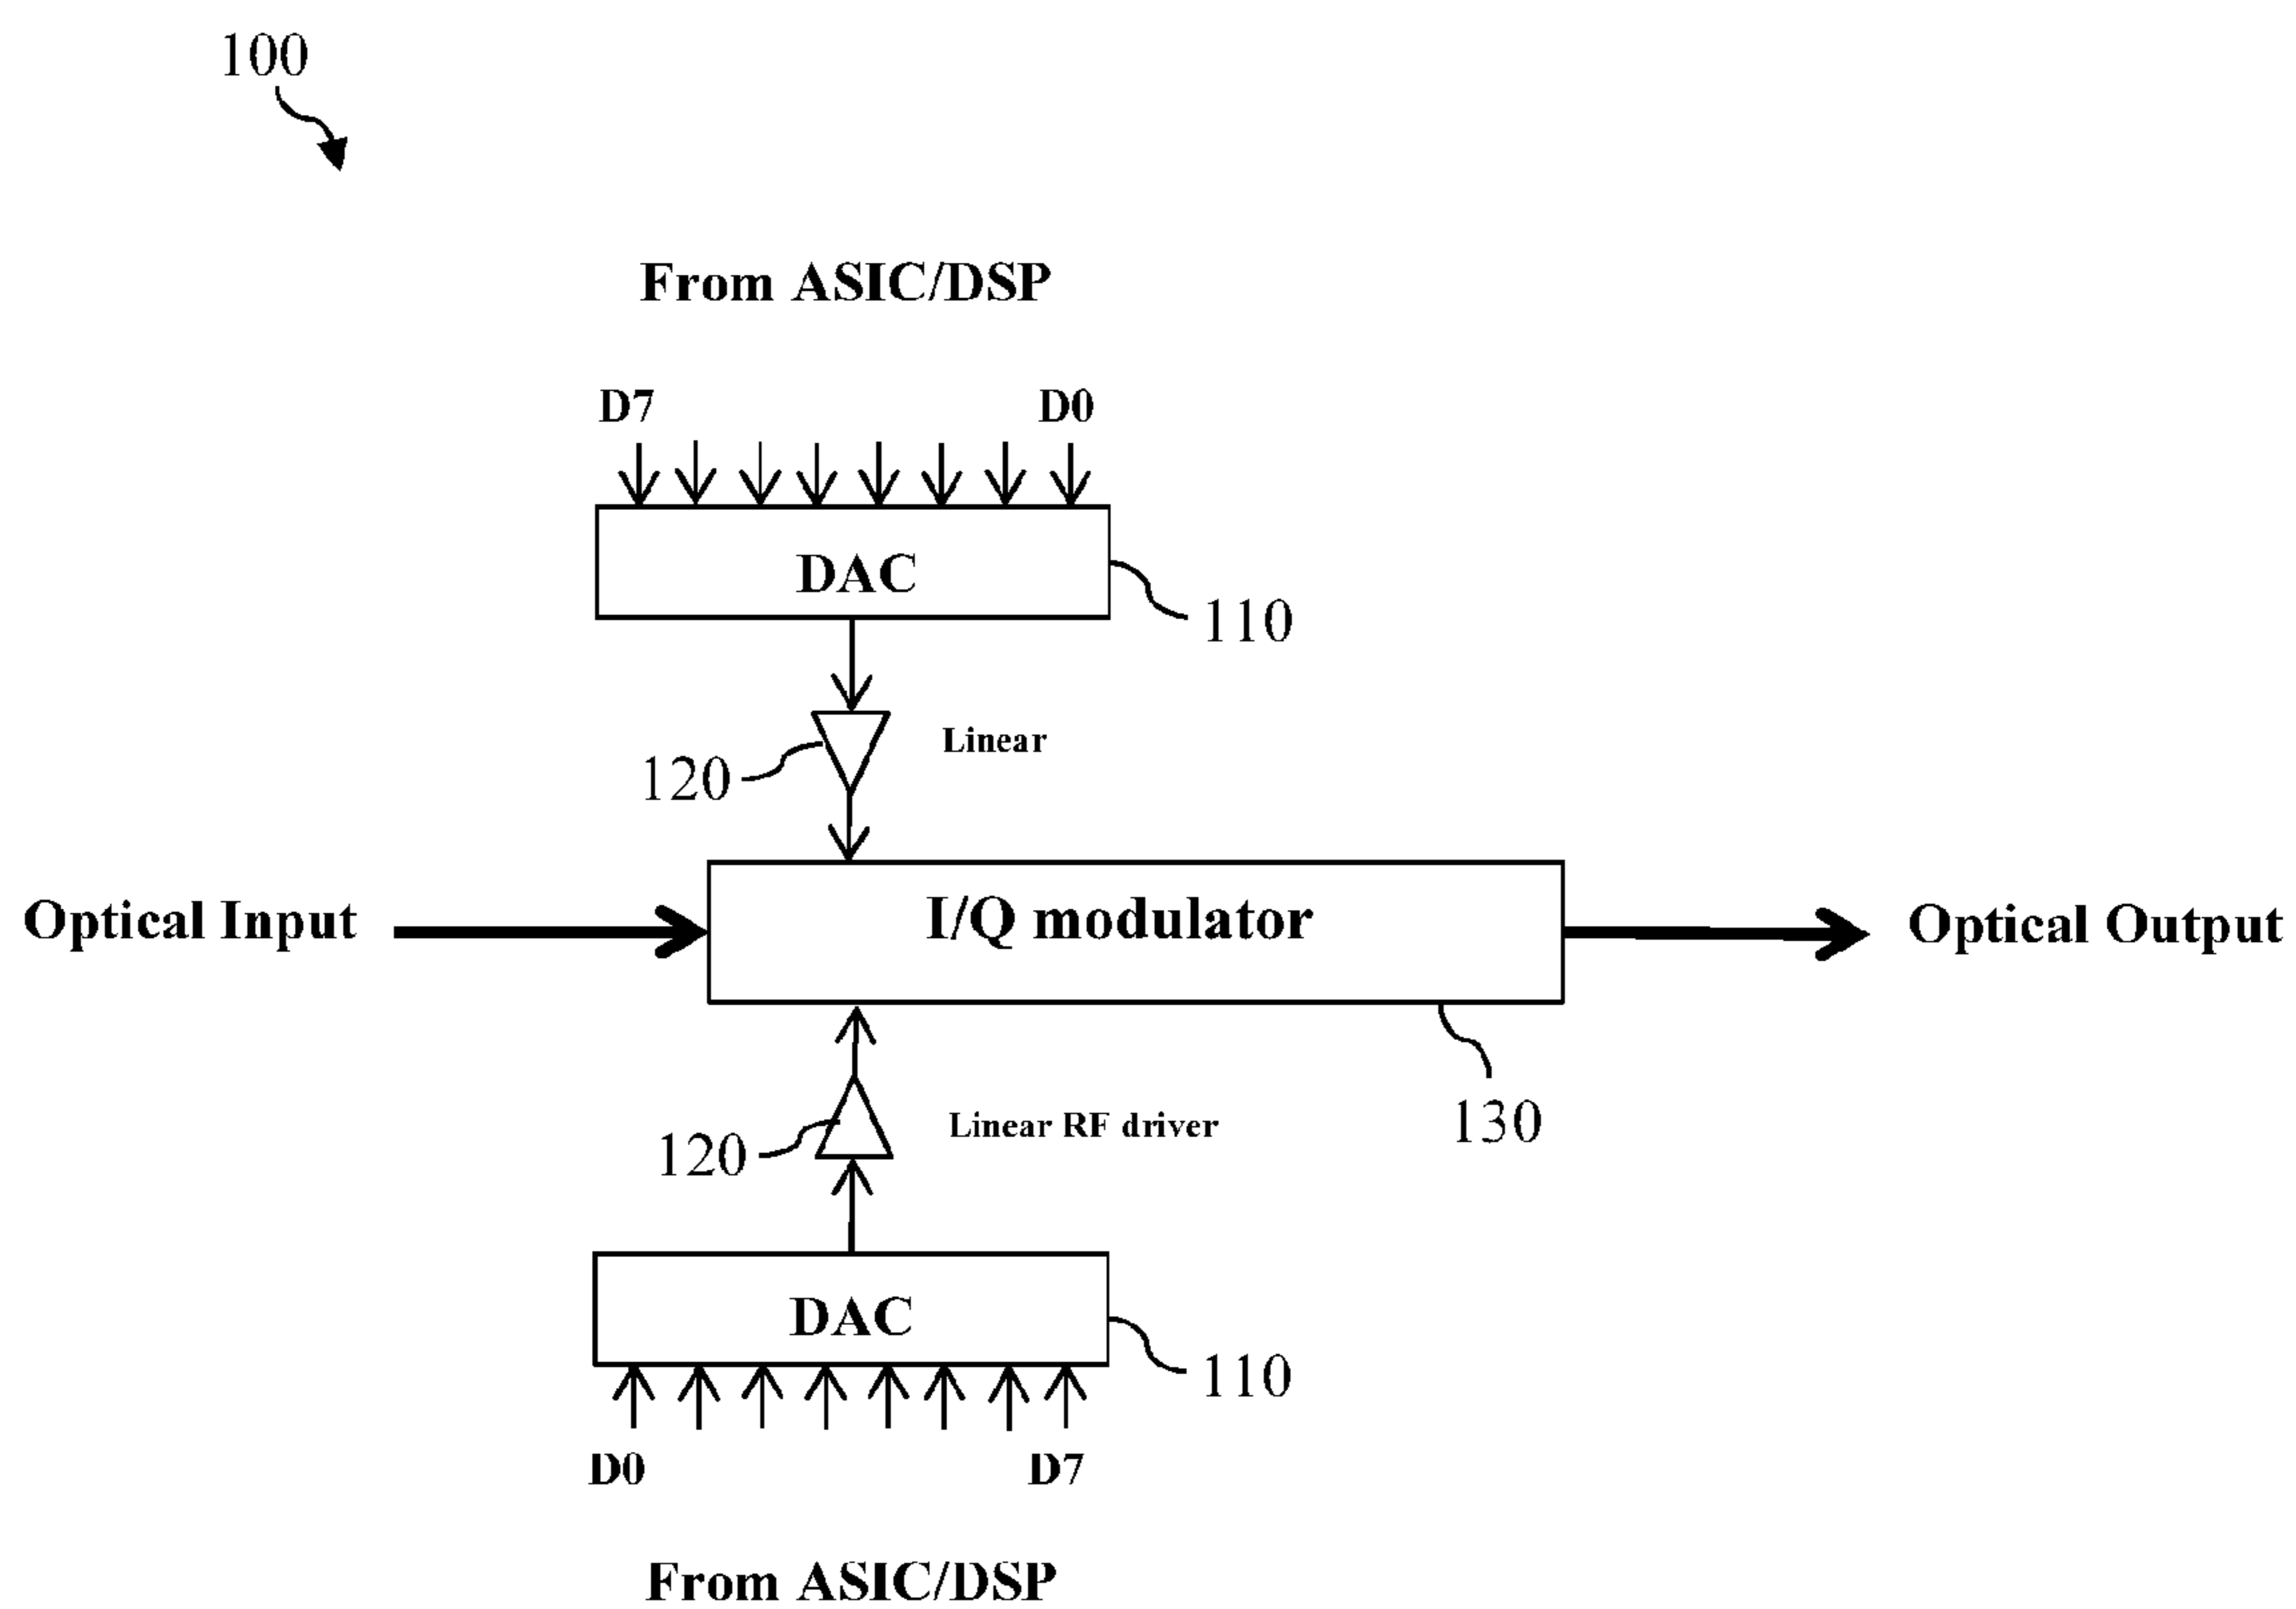 100
From ASIC/DSP
D7 D0
DAC
110
Linear
120
I/Q modulator
Optical Input
Optical Output
Linear RF driver
130
120
DAC
110
D0 D7
From ASIC/DSP